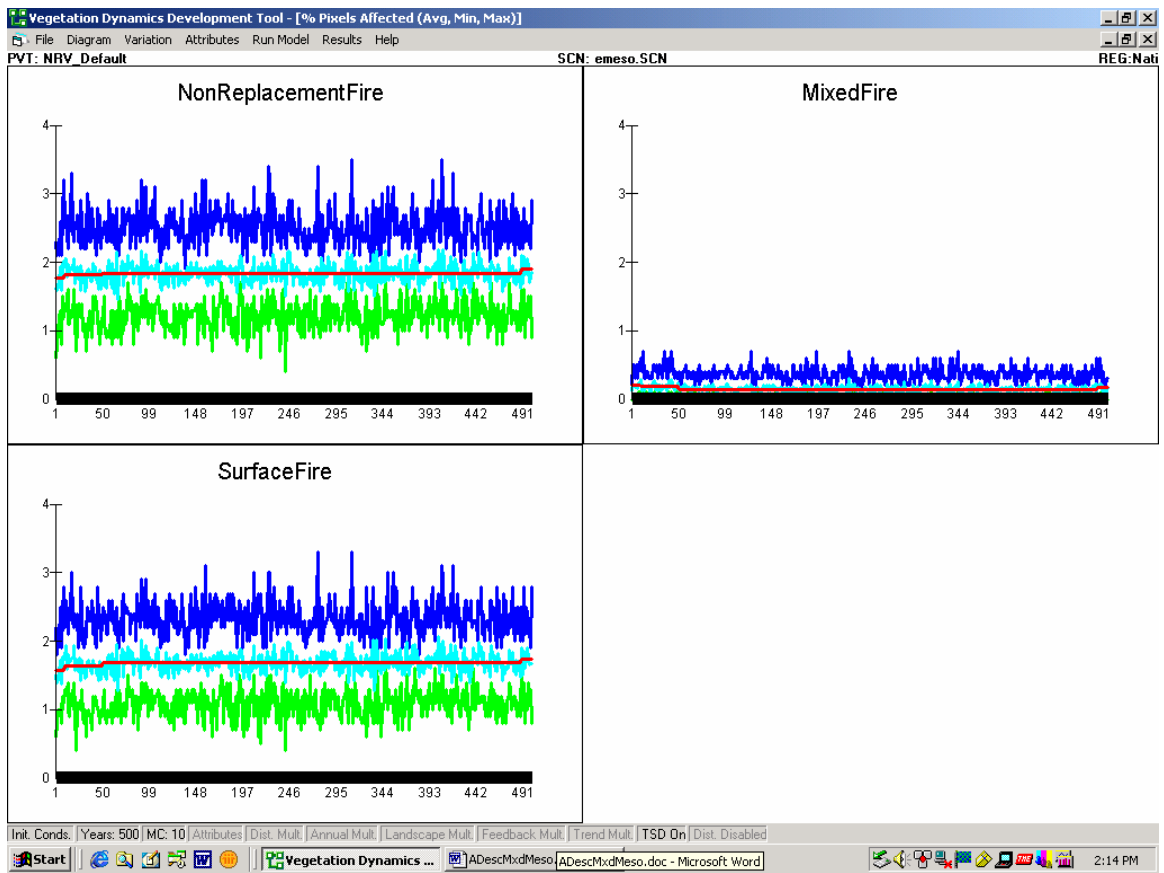 Vegetation Dynamics Development Tool - [% Pixels Affected (Avg, Min, Max)]
File Diagram Variation Attributes Run Model Results Help
PVT: NRV_Default SCN: emeso.SCN REG:Nati
NonReplacementFire
4
3
2
1
0
1 50 99 148 197 246 295 344 393 442 491
MixedFire
4
3
2
1
0
1 50 99 148 197 246 295 344 393 442 491
SurfaceFire
4
3
2
1
0
1 50 99 148 197 246 295 344 393 442 491
Init. Conds. Years: 500 MC: 10 Attributes Dist. Mult. Annual Mult. Landscape Mult. Feedback Mult. Trend Mult. TSD On Dist. Disabled
Start Vegetation Dynamics ... ADescMxdMeso. ADescMxdMeso.doc - Microsoft Word 2:14 PM